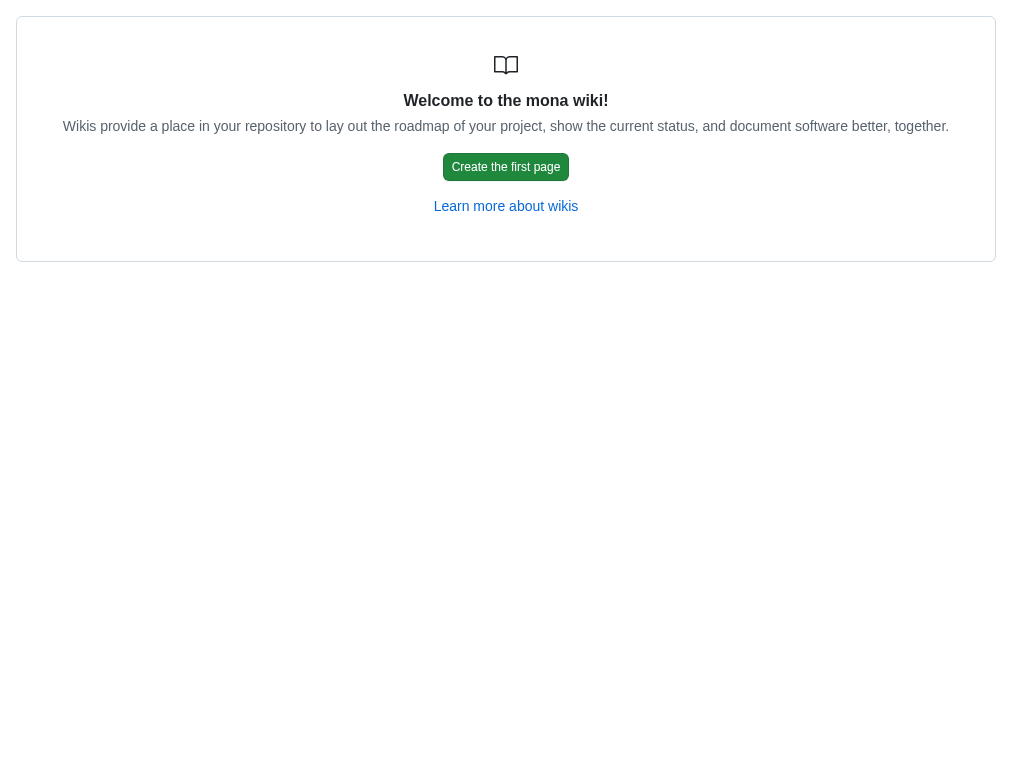 Welcome to the mona wiki!
Wikis provide a place in your repository to lay out the roadmap of your project, show the current status, and document software better, together.
Create the first page
Learn more about wikis